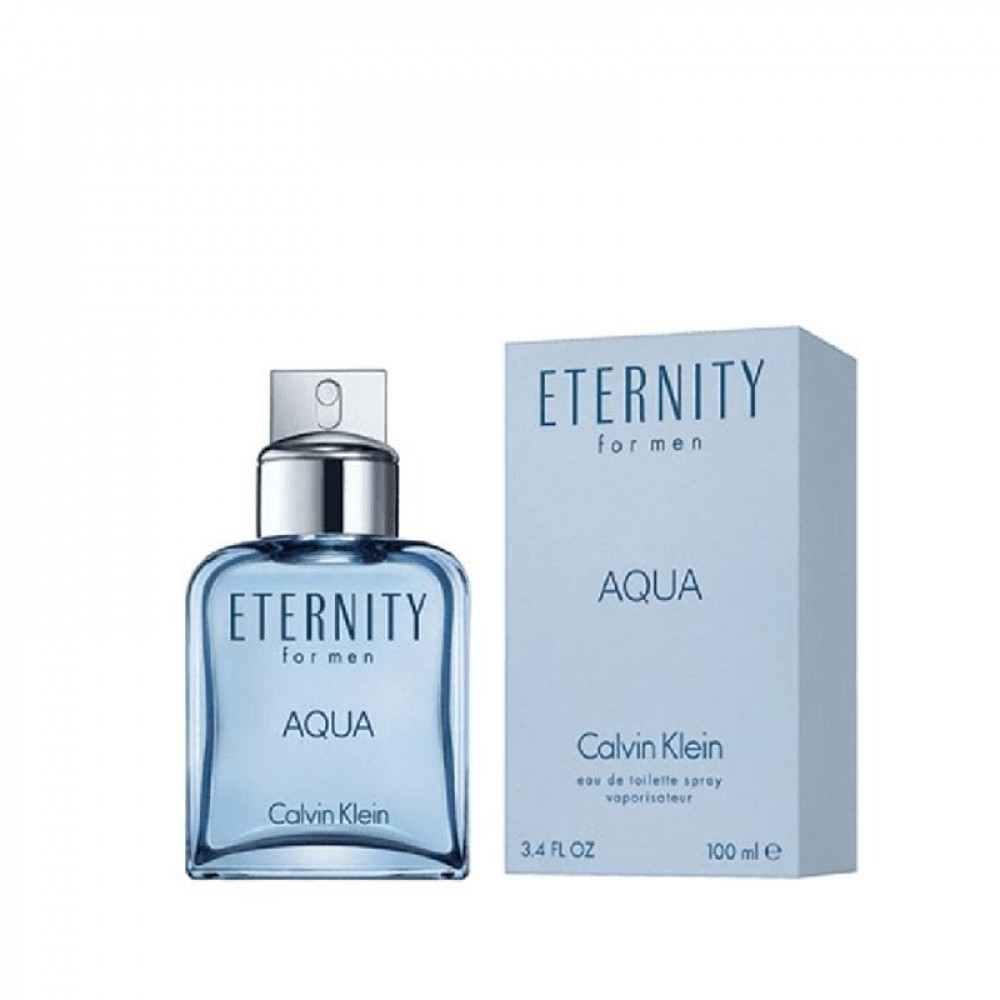 ETERNITY
for men
AQUA
Calvin Klein
ETERNITY
for men
AQUA
Calvin Klein
eau de toilette spray
vaporisateur
3.4 FL OZ 100 ml ℮